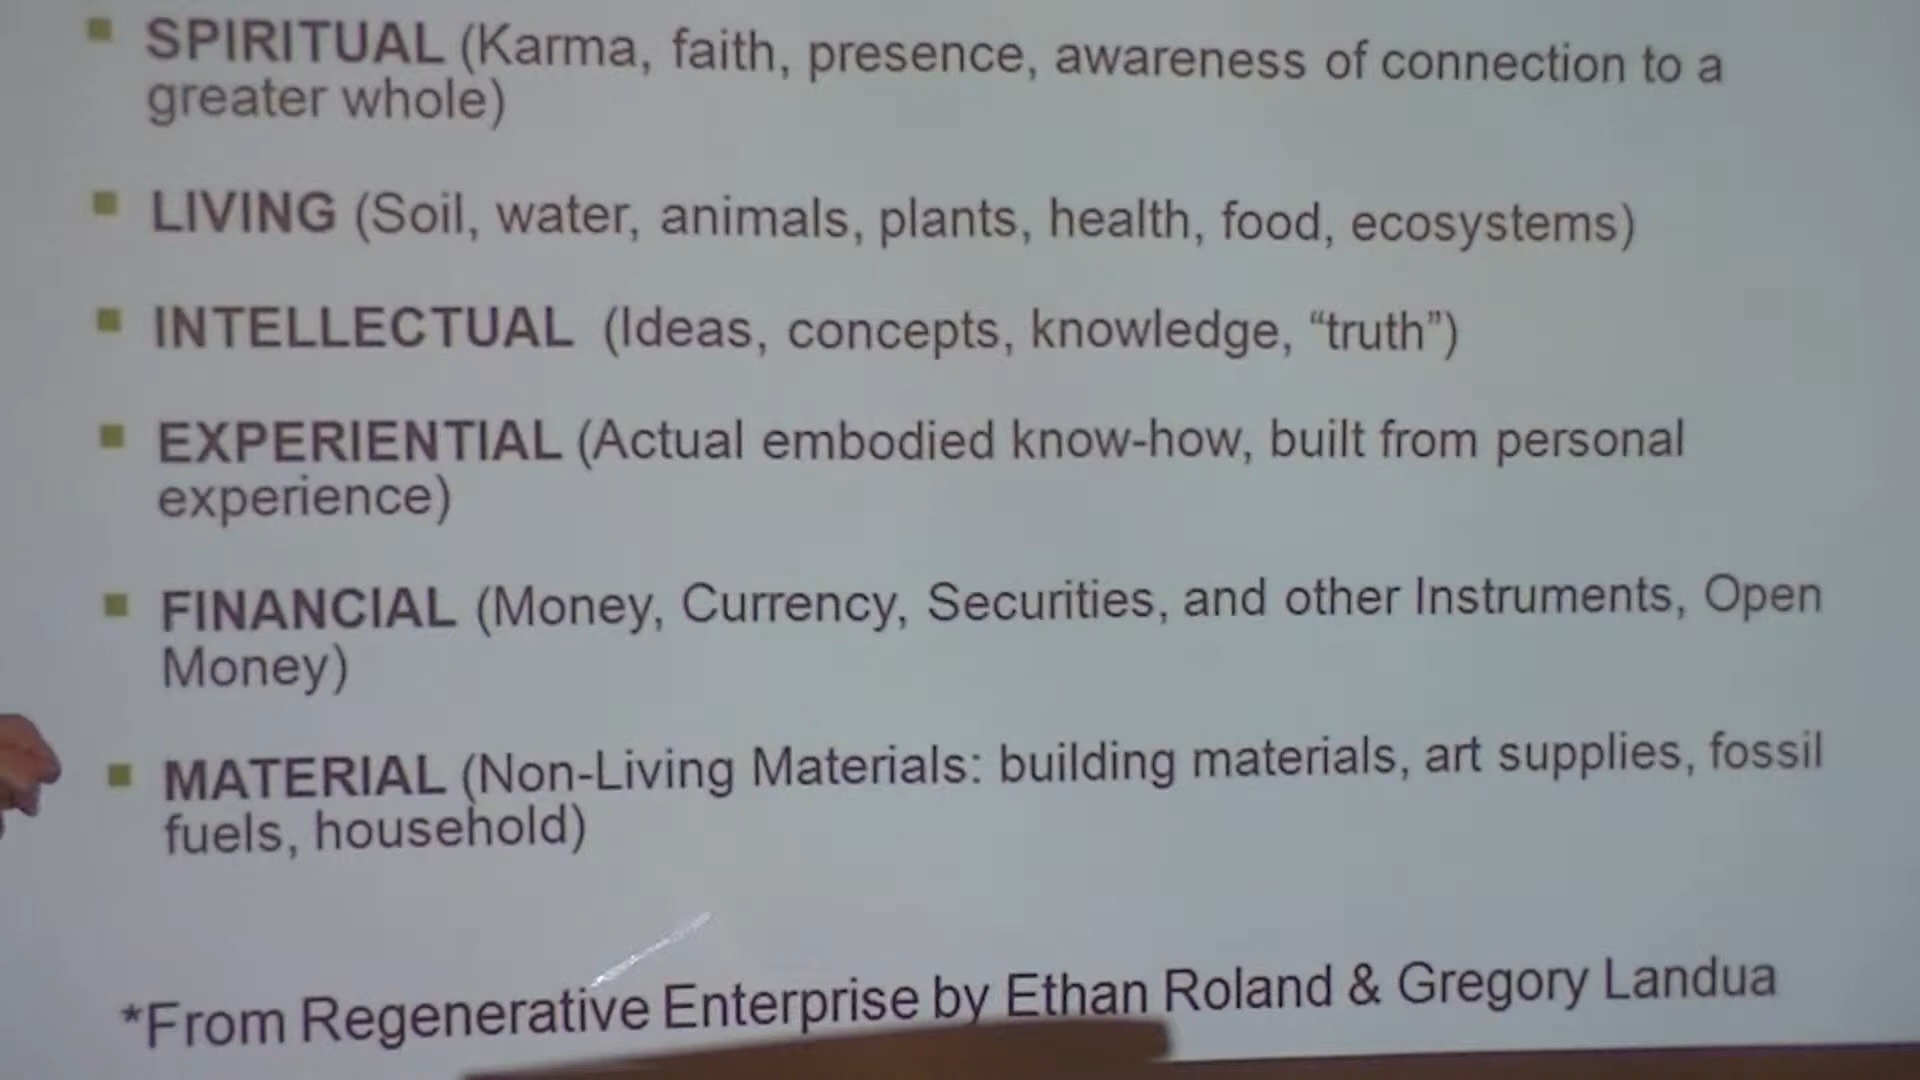 SPIRITUAL (Karma, faith, presence, awareness of connection to a
greater whole)
LIVING (Soil, water, animals, plants, health, food, ecosystems)
INTELLECTUAL (Ideas, concepts, knowledge, “truth”)
EXPERIENTIAL (Actual embodied know-how, built from personal
experience)
FINANCIAL (Money, Currency, Securities, and other Instruments, Open
Money)
MATERIAL (Non-Living Materials: building materials, art supplies, fossil
fuels, household)
*From Regenerative Enterprise by Ethan Roland & Gregory Landua